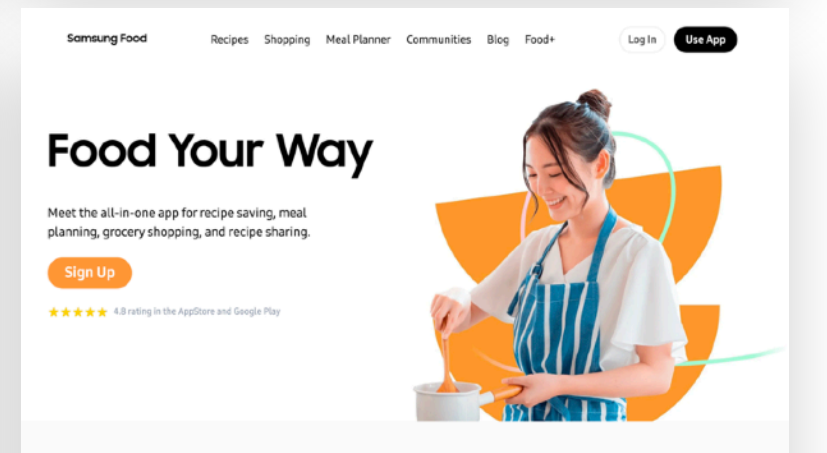 Samsung Food
Recipes Shopping Meal Planner Communities Blog Food+
Log In
Use App
Food Your Way
Meet the all-in-one app for recipe saving, meal
planning, grocery shopping, and recipe sharing.
Sign Up
4.8 rating in the AppStore and Google Play